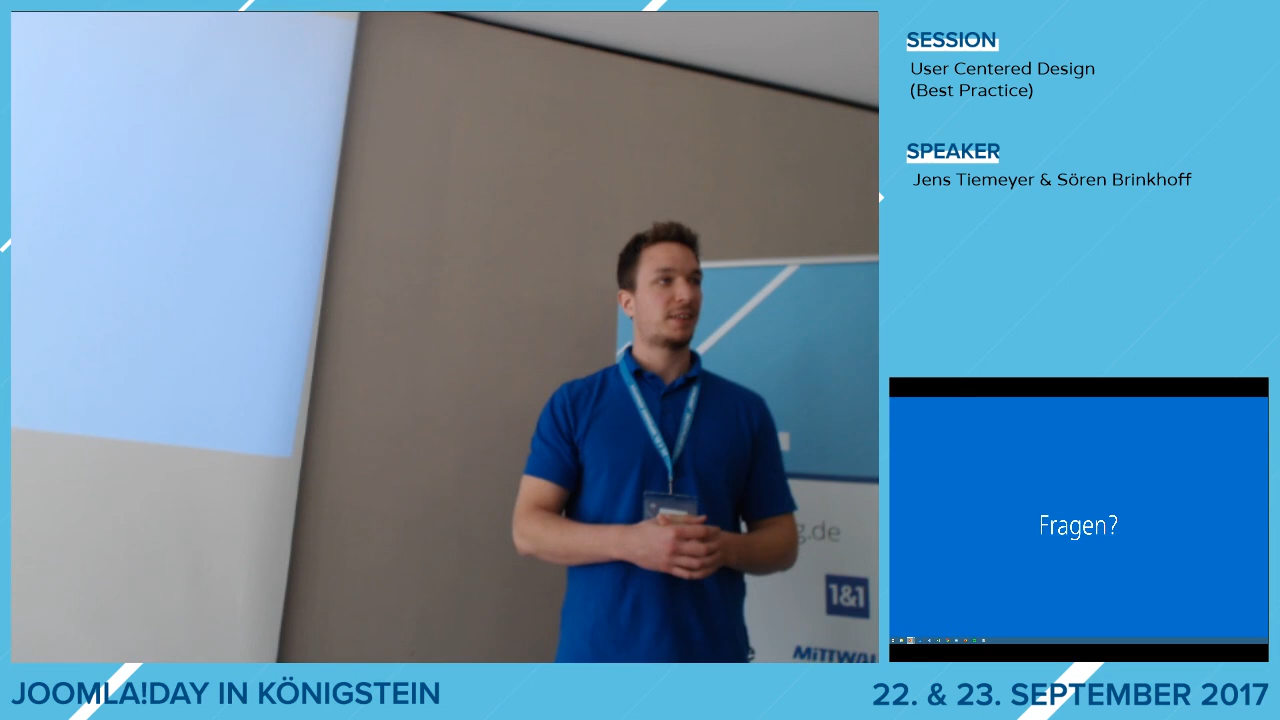 SESSION
User Centered Design
(Best Practice)
SPEAKER
Jens Tiemeyer & Sören Brinkhoff
Fragen?
g.de
1&1
MITTWAL
JOOMLA!DAY IN KÖNIGSTEIN
22. & 23. SEPTEMBER 2017